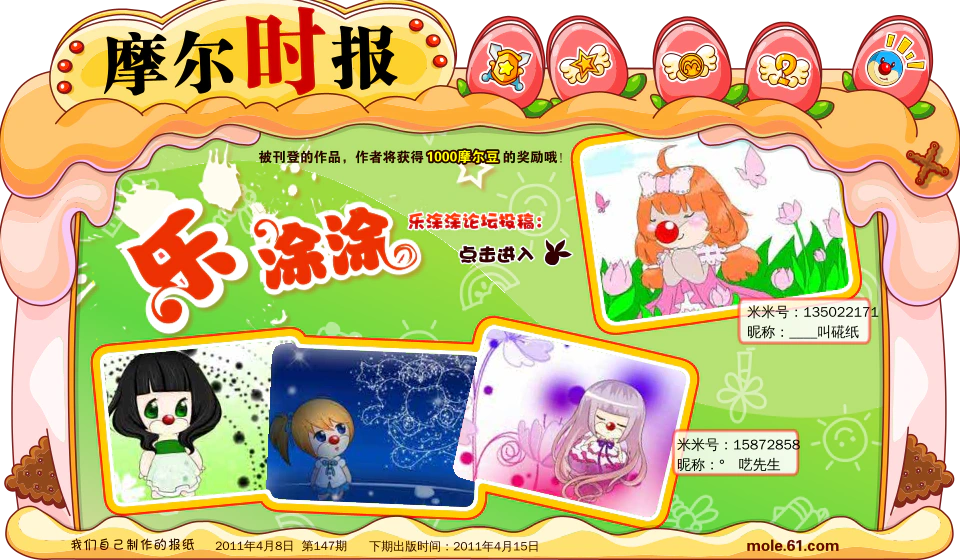 摩尔时报
被刊登的作品，作者将获得1000摩尔豆的奖励哦！
乐涂涂
乐涂涂论坛投稿：
点击进入
米米号：135022171
昵称：____叫硴纸
米米号：15872858
昵称：° 呓先生
我们自己制作的报纸 2011年4月8日 第147期 下期出版时间：2011年4月15日
mole.61.com